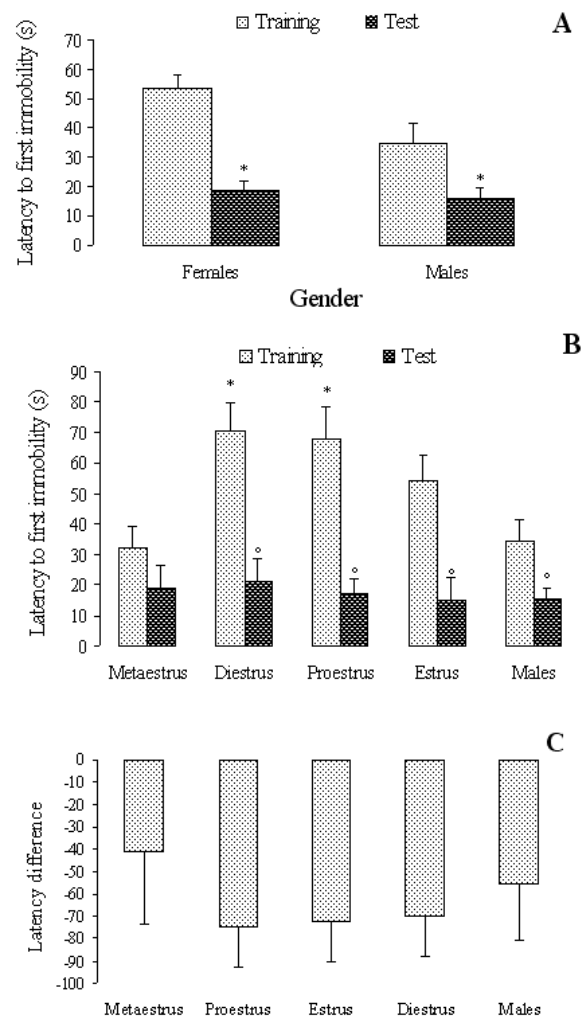 A
Training Test
Latency to first immobility (s)
70
60
50
40
30
20
10
0
*
*
Females Males
Gender
B
Training Test
Latency to first immobility (s)
90
80
70
60
50
40
30
20
10
0
* *
° ° ° °
Metaestrus Diestrus Proestrus Estrus Males
C
Latency difference
0
-10
-20
-30
-40
-50
-60
-70
-80
-90
-100
Metaestrus Proestrus Estrus Diestrus Males